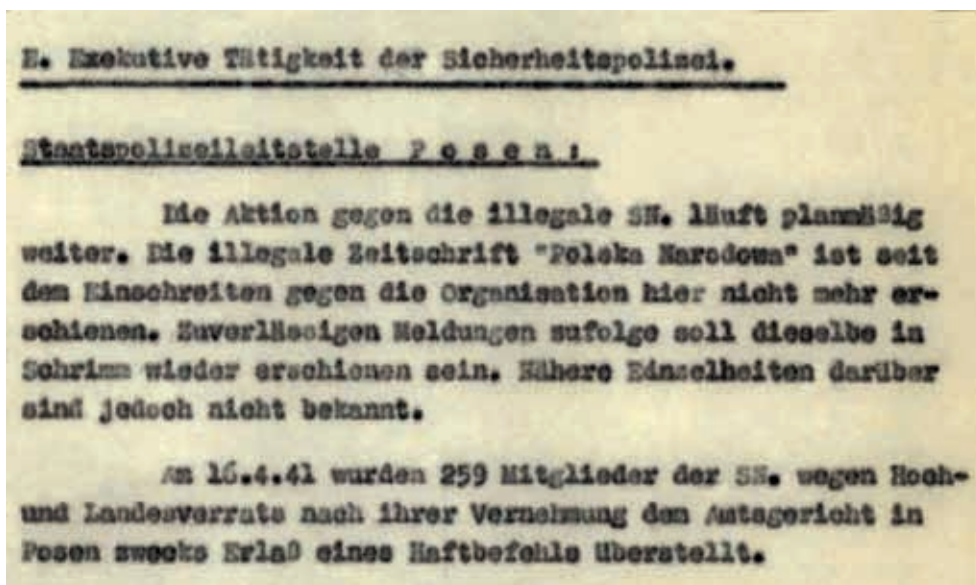 E. Exekutive Tätigkeit der Sicherheitspolizei.
Staatspolizeileitstelle P o s e n :
Die Aktion gegen die illegale SN. läuft planmäßig
weiter. Die illegale Zeitschrift "Polska Narodowa" ist seit
dem Einschreiten gegen die Organisation hier nicht mehr er-
schienen. Zuverlässigen Meldungen zufolge soll dieselbe in
Schrimm wieder erschienen sein. Nähere Einzelheiten darüber
sind jedoch nicht bekannt.
Am 16.4.41 wurden 259 Mitglieder der SN. wegen Hoch-
und Landesverrats nach ihrer Vernehmung dem Amtsgericht in
Posen zwecks Erlaß eines Haftbefehls überstellt.